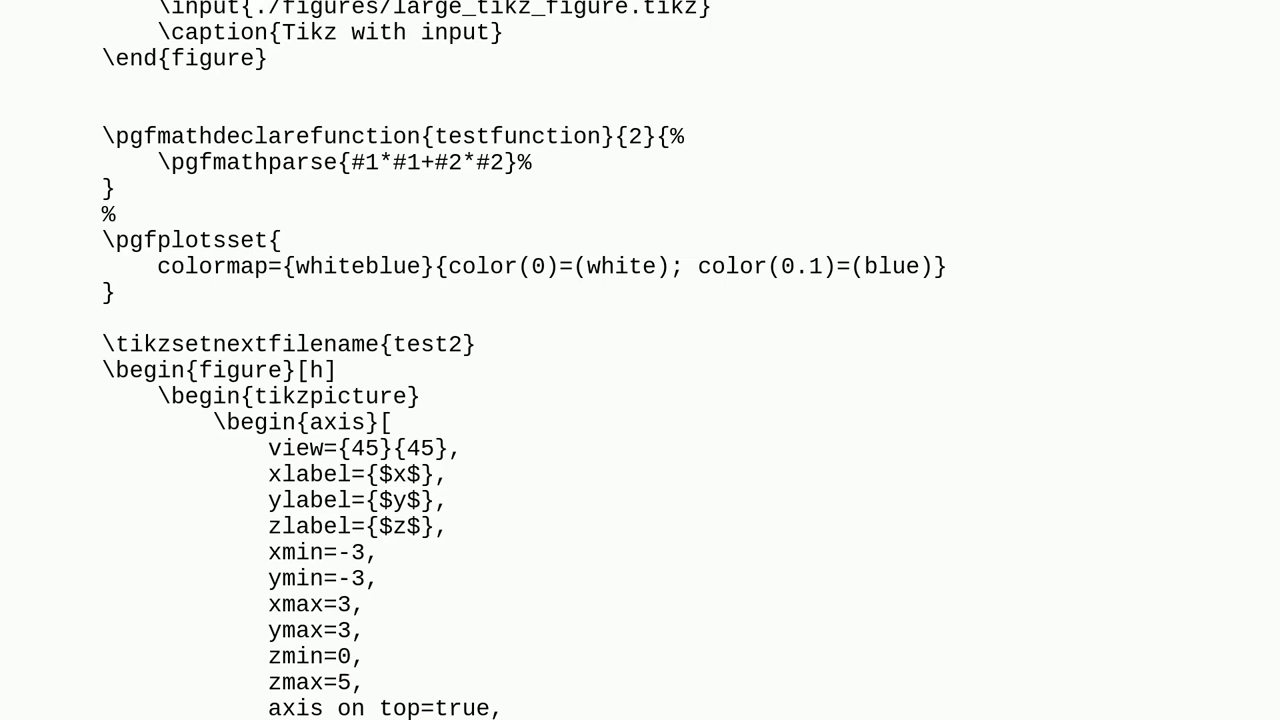 \input{./figures/large_tikz_figure.tikz}
\caption{Tikz with input}
\end{figure}
\pgfmathdeclarefunction{testfunction}{2}{%
\pgfmathparse{#1*#1+#2*#2}%
}
%
\pgfplotsset{
colormap={whiteblue}{color(0)=(white); color(0.1)=(blue)}
}
\tikzsetnextfilename{test2}
\begin{figure}[h]
\begin{tikzpicture}
\begin{axis}[
view={45}{45},
xlabel={$x$},
ylabel={$y$},
zlabel={$z$},
xmin=-3,
ymin=-3,
xmax=3,
ymax=3,
zmin=0,
zmax=5,
axis on top=true,